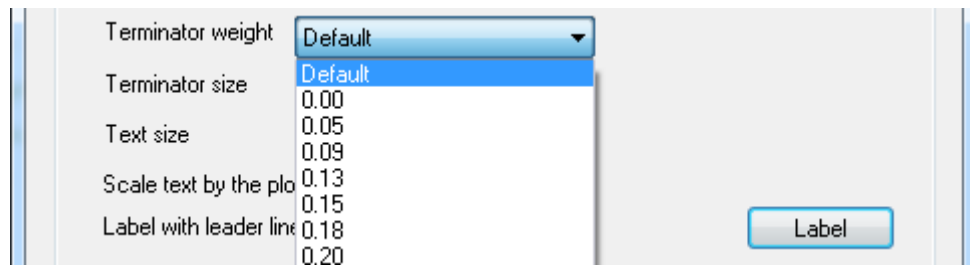 Terminator weight Default
Default
Terminator size
0.00
0.05
Text size
0.09
Scale text by the plo 0.13
0.15
Label with leader line 0.18 Label
0.20